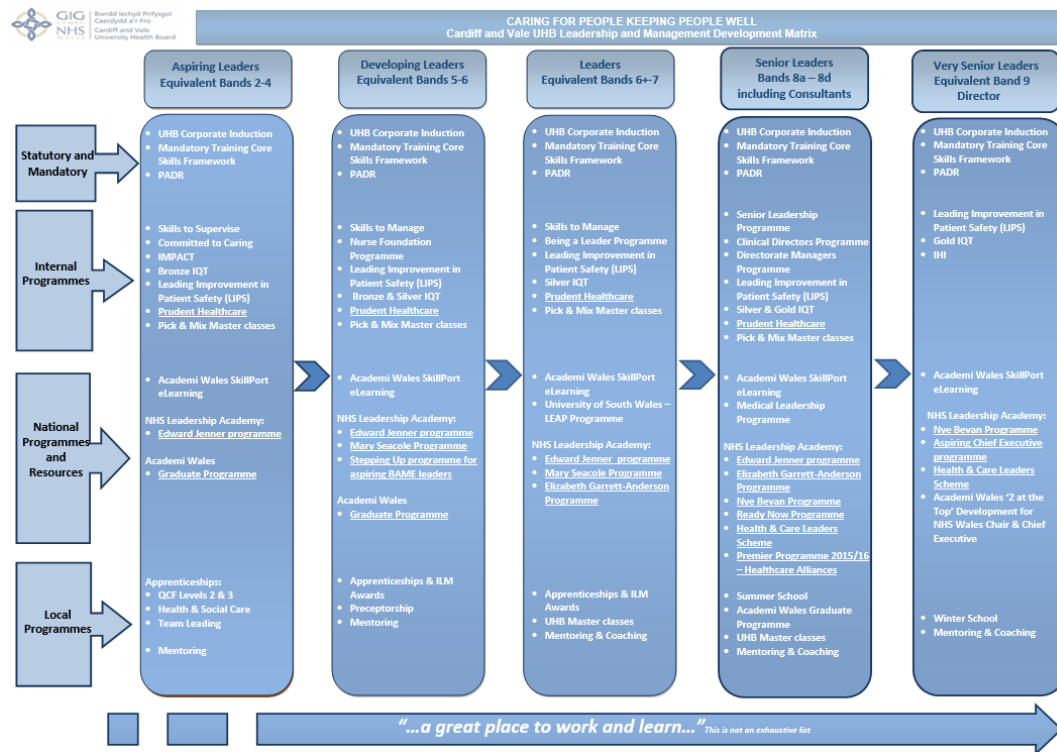 GIG
CYMRU
NHS
WALES
Bwrdd Iechyd Prifysgol
Caerdydd a'r Fro
Cardiff and Vale
University Health Board
CARING FOR PEOPLE KEEPING PEOPLE WELL
Cardiff and Vale UHB Leadership and Management Development Matrix
Aspiring Leaders
Equivalent Bands 2-4
Developing Leaders
Equivalent Bands 5-6
Leaders
Equivalent Bands 6+-7
Senior Leaders
Bands 8a – 8d
including Consultants
Very Senior Leaders
Equivalent Band 9
Director
Statutory and
Mandatory
• UHB Corporate Induction
• Mandatory Training Core
Skills Framework
• PADR
• UHB Corporate Induction
• Mandatory Training Core
Skills Framework
• PADR
• UHB Corporate Induction
• Mandatory Training Core
Skills Framework
• PADR
• UHB Corporate Induction
• Mandatory Training Core
Skills Framework
• PADR
• UHB Corporate Induction
• Mandatory Training Core
Skills Framework
• PADR
Internal
Programmes
• Skills to Supervise
• Committed to Caring
• IMPACT
• Bronze IQT
• Leading Improvement in
Patient Safety (LIPS)
• Prudent Healthcare
• Pick & Mix Master classes
• Skills to Manage
• Nurse Foundation
Programme
• Leading Improvement in
Patient Safety (LIPS)
• Bronze & Silver IQT
• Prudent Healthcare
• Pick & Mix Master classes
• Skills to Manage
• Being a Leader Programme
• Leading Improvement in
Patient Safety (LIPS)
• Silver IQT
• Prudent Healthcare
• Pick & Mix Master classes
• Senior Leadership
Programme
• Clinical Directors Programme
• Directorate Managers
Programme
• Leading Improvement in
Patient Safety (LIPS)
• Silver & Gold IQT
• Prudent Healthcare
• Pick & Mix Master classes
• Leading Improvement in
Patient Safety (LIPS)
• Gold IQT
• IHI
National
Programmes
and
Resources
• Academi Wales SkillPort
eLearning
NHS Leadership Academy:
• Edward Jenner programme
Academi Wales
• Graduate Programme
• Academi Wales SkillPort
eLearning
NHS Leadership Academy:
• Edward Jenner programme
• Mary Seacole Programme
• Stepping Up programme for
aspiring BAME leaders
Academi Wales
• Graduate Programme
• Academi Wales SkillPort
eLearning
• University of South Wales –
LEAP Programme
NHS Leadership Academy:
• Edward Jenner programme
• Mary Seacole Programme
• Elizabeth Garrett-Anderson
Programme
• Academi Wales SkillPort
eLearning
• Medical Leadership
Programme
NHS Leadership Academy:
• Edward Jenner programme
• Elizabeth Garrett-Anderson
Programme
• Nye Bevan Programme
• Ready Now Programme
• Health & Care Leaders
Scheme
• Premier Programme 2015/16
– Healthcare Alliances
• Academi Wales SkillPort
eLearning
NHS Leadership Academy:
• Nye Bevan Programme
• Aspiring Chief Executive
programme
• Health & Care Leaders
Scheme
• Academi Wales '2 at the
Top' Development for
NHS Wales Chair & Chief
Executive
Local
Programmes
Apprenticeships:
• QCF Levels 2 & 3
• Health & Social Care
• Team Leading
• Mentoring
• Apprenticeships & ILM
Awards
• Preceptorship
• Mentoring
• Apprenticeships & ILM
Awards
• UHB Master classes
• Mentoring & Coaching
• Summer School
• Academi Wales Graduate
Programme
• UHB Master classes
• Mentoring & Coaching
• Winter School
• Mentoring & Coaching
"...a great place to work and learn..." This is not an exhaustive list